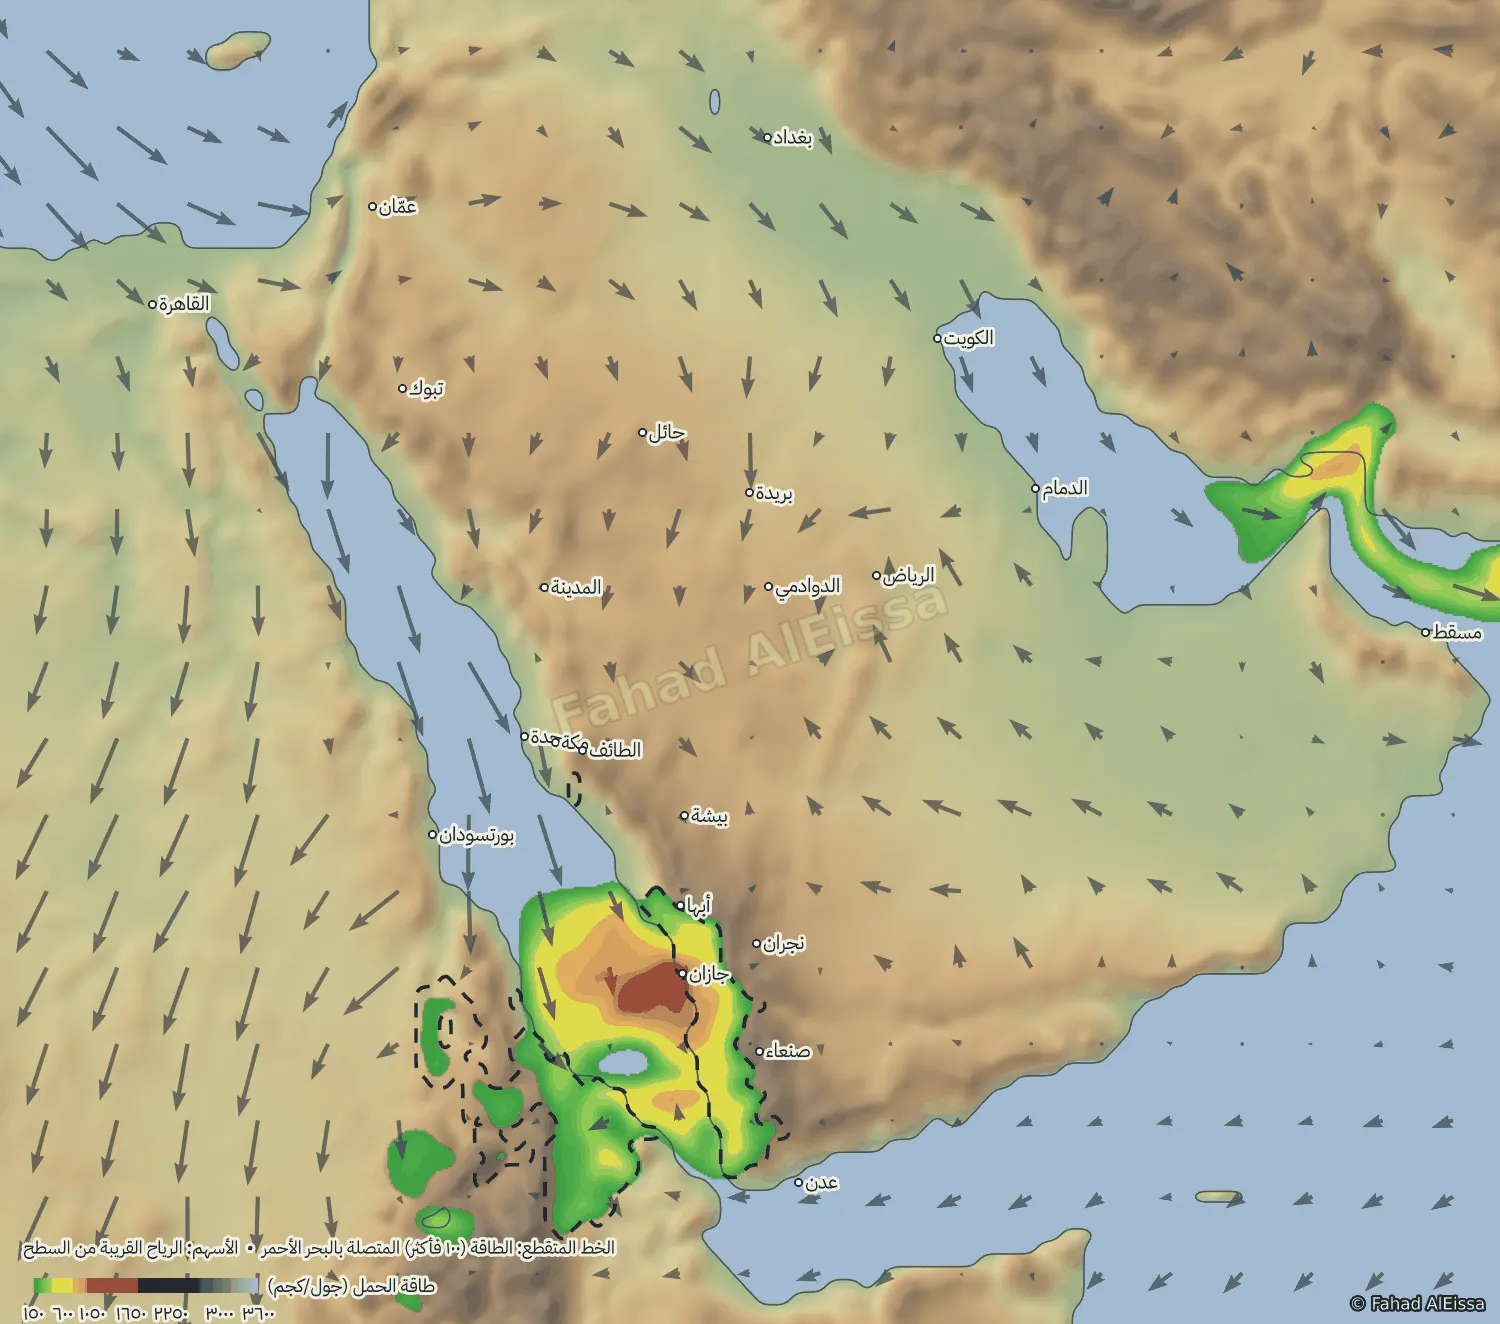 بغداد
عمّان
القاهرة
الكويت
تبوك
حائل
الدمام
بريدة
الرياض
الدوادمي
المدينة
Fahad AlEissa
مسقط
جدة
مكة
الطائف
بيشة
بورتسودان
أبها
نجران
جازان
صنعاء
عدن
الخط المتقطع: الطاقة (١٠٠ فأكثر) المتصلة بالبحر الأحمر • الأسهم: الرياح القريبة من السطح
طاقة الحمل (جول/كجم)
١٥٠ ٦٠٠ ١٠٥٠ ١٦٥٠ ٢٢٥٠ ٣٠٠٠ ٣٦٠٠
© Fahad AlEissa